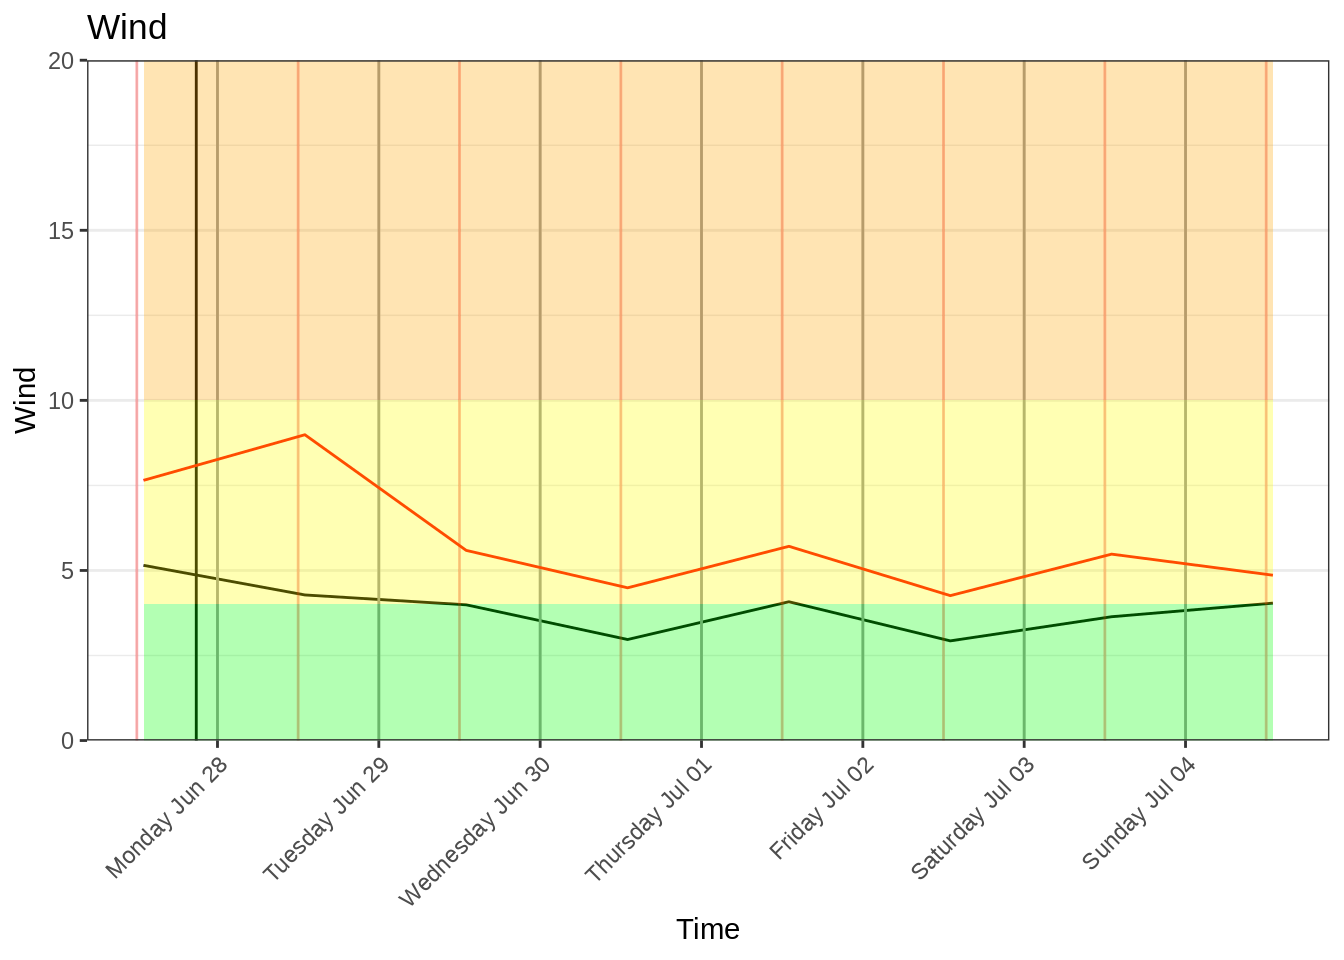 Wind
20
15
10
5
0
Wind
Monday Jun 28
Tuesday Jun 29
Wednesday Jun 30
Thursday Jul 01
Friday Jul 02
Saturday Jul 03
Sunday Jul 04
Time